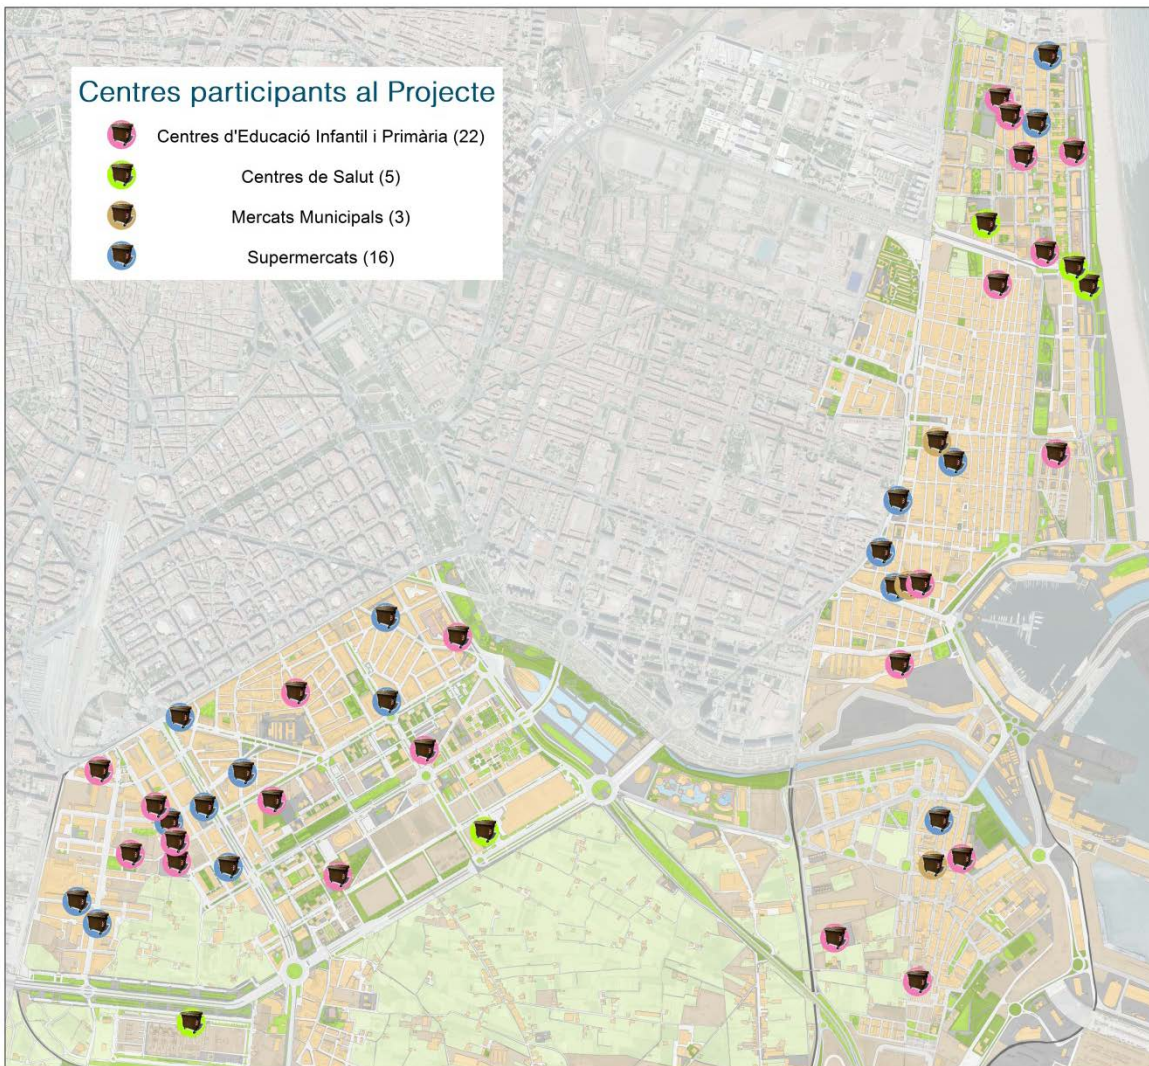 Centres participants al Projecte
Centres d'Educació Infantil i Primària (22)
Centres de Salut (5)
Mercats Municipals (3)
Supermercats (16)